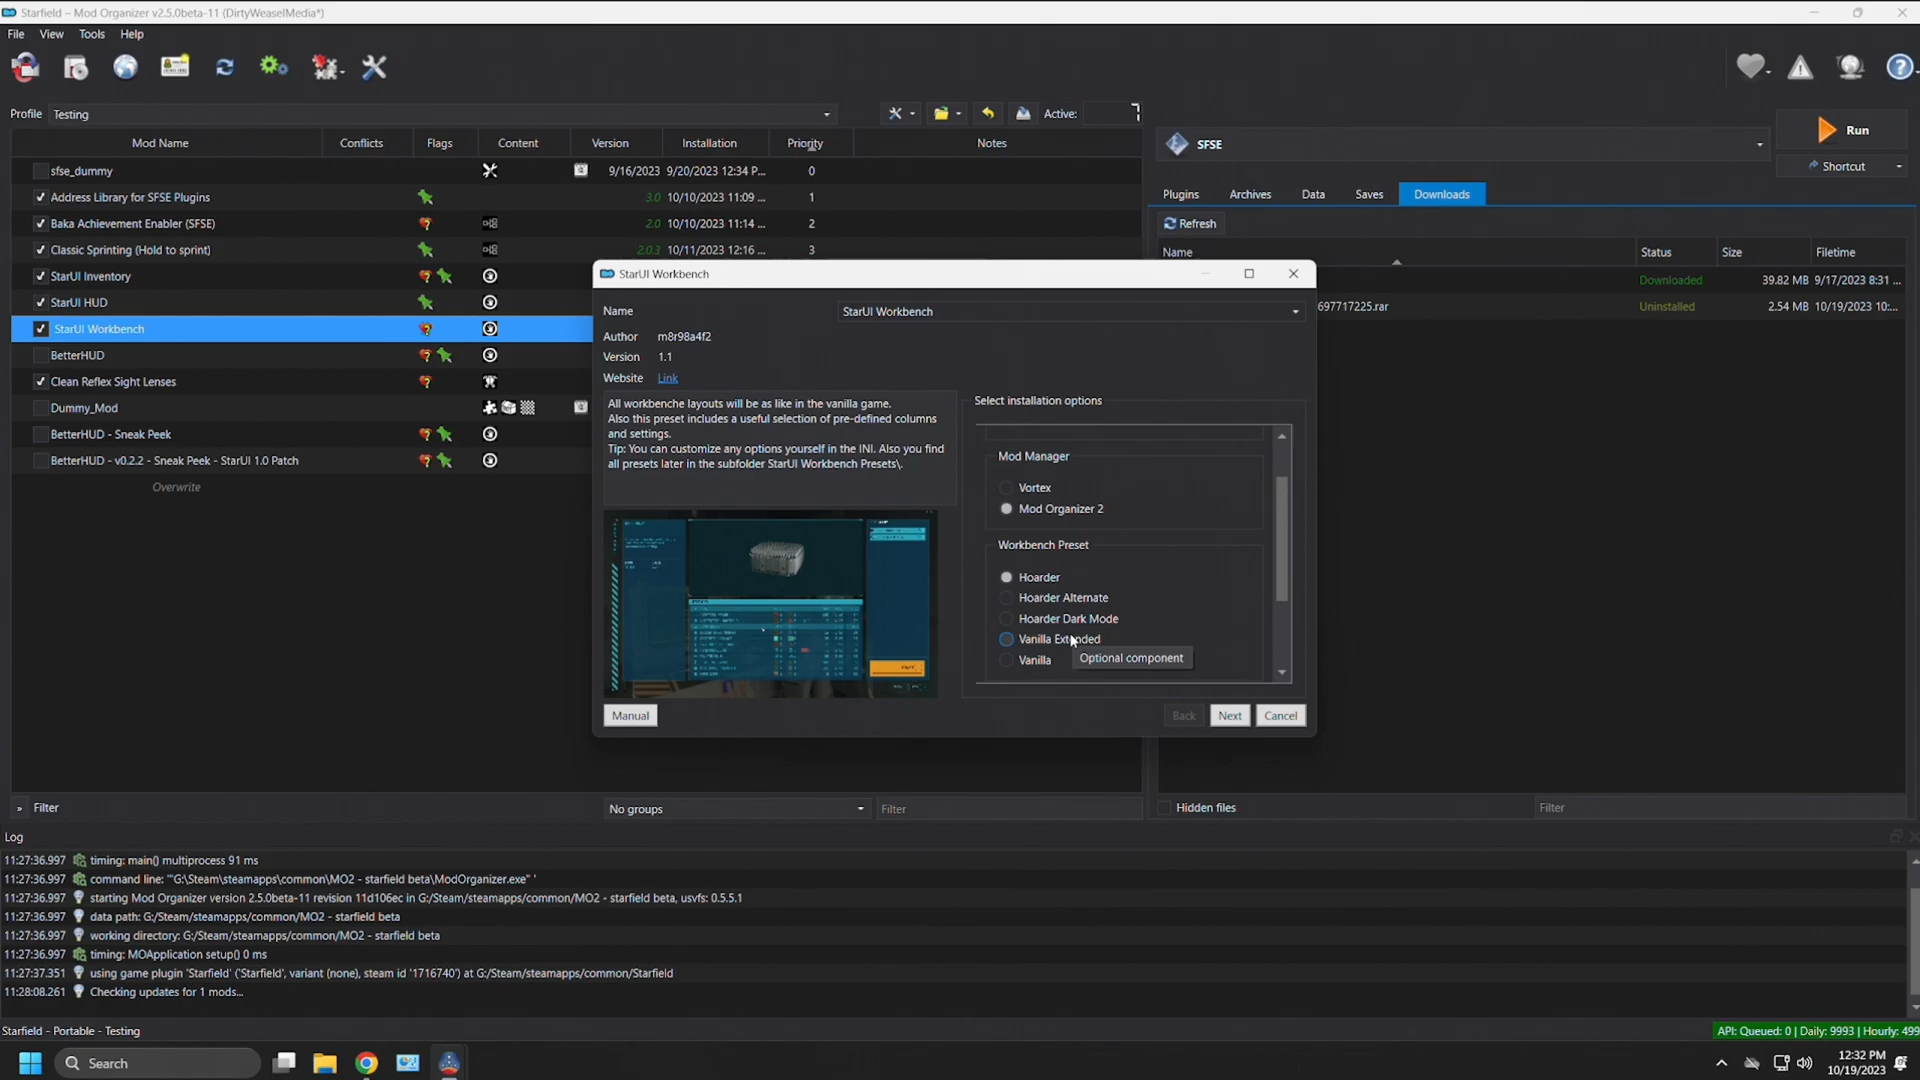 Starfield – Mod Organizer v2.5.0beta-11 (DirtyWeaselMedia*)
File View Tools Help
Profile Testing
Active:
Mod Name Conflicts Flags Content Version Installation Priority Notes
sfse_dummy 9/16/2023 9/20/2023 12:34 P... 0
Address Library for SFSE Plugins 3.0 10/10/2023 11:09 ... 1
Baka Achievement Enabler (SFSE) 2.0 10/10/2023 11:14 ... 2
Classic Sprinting (Hold to sprint) 2.0.3 10/11/2023 12:16 ... 3
StarUI Inventory
StarUI HUD
StarUI Workbench
BetterHUD
Clean Reflex Sight Lenses
Dummy_Mod
BetterHUD - Sneak Peek
BetterHUD - v0.2.2 - Sneak Peek - StarUI 1.0 Patch
Overwrite
SFSE
Run
Shortcut
Plugins Archives Data Saves Downloads
Refresh
Name Status Size Filetime
Downloaded 39.82 MB 9/17/2023 8:31 ...
697717225.rar Uninstalled 2.54 MB 10/19/2023 10:...
StarUI Workbench
Name StarUI Workbench
Author m8r98a4f2
Version 1.1
Website Link
All workbenche layouts will be as like in the vanilla game.
Also this preset includes a useful selection of pre-defined columns
and settings.
Tip: You can customize any options yourself in the INI. Also you find
all presets later in the subfolder StarUI Workbench Presets\.
Select installation options
Mod Manager
Vortex
Mod Organizer 2
Workbench Preset
Hoarder
Hoarder Alternate
Hoarder Dark Mode
Vanilla Extended
Vanilla
Optional component
Manual Back Next Cancel
» Filter No groups Filter
Hidden files Filter
Log
11:27:36.997 timing: main() multiprocess 91 ms
11:27:36.997 command line: '"G:\Steam\steamapps\common\MO2 - starfield beta\ModOrganizer.exe" '
11:27:36.997 starting Mod Organizer version 2.5.0beta-11 revision 11d106ec in G:/Steam/steamapps/common/MO2 - starfield beta, usvfs: 0.5.5.1
11:27:36.997 data path: G:/Steam/steamapps/common/MO2 - starfield beta
11:27:36.997 working directory: G:/Steam/steamapps/common/MO2 - starfield beta
11:27:36.997 timing: MOApplication setup() 0 ms
11:27:37.351 using game plugin 'Starfield' ('Starfield', variant (none), steam id '1716740') at G:/Steam/steamapps/common/Starfield
11:28:08.261 Checking updates for 1 mods...
Starfield - Portable - Testing
API: Queued: 0 | Daily: 9993 | Hourly: 499
Search
12:32 PM
10/19/2023